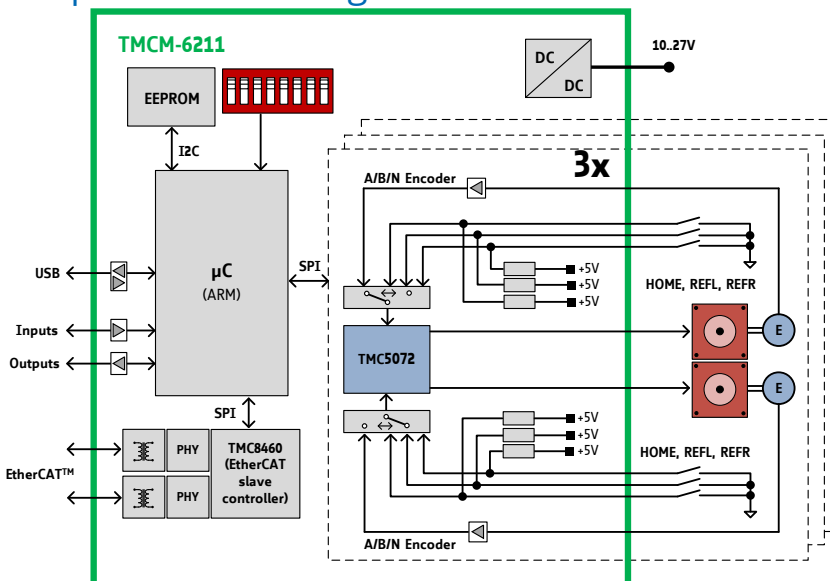 TMCM-6211
DC
DC
10..27V
EEPROM
I2C
3x
A/B/N Encoder
+5V
+5V
+5V
HOME, REFL, REFR
USB
µC
(ARM)
SPI
Inputs
Outputs
TMC5072
E
E
SPI
EtherCAT™
PHY
PHY
TMC8460
(EtherCAT
slave
controller)
+5V
+5V
+5V
HOME, REFL, REFR
A/B/N Encoder